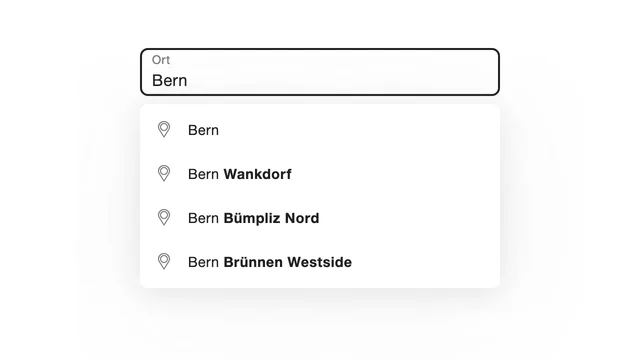 Ort
Bern
Bern
Bern Wankdorf
Bern Bümpliz Nord
Bern Brünnen Westside